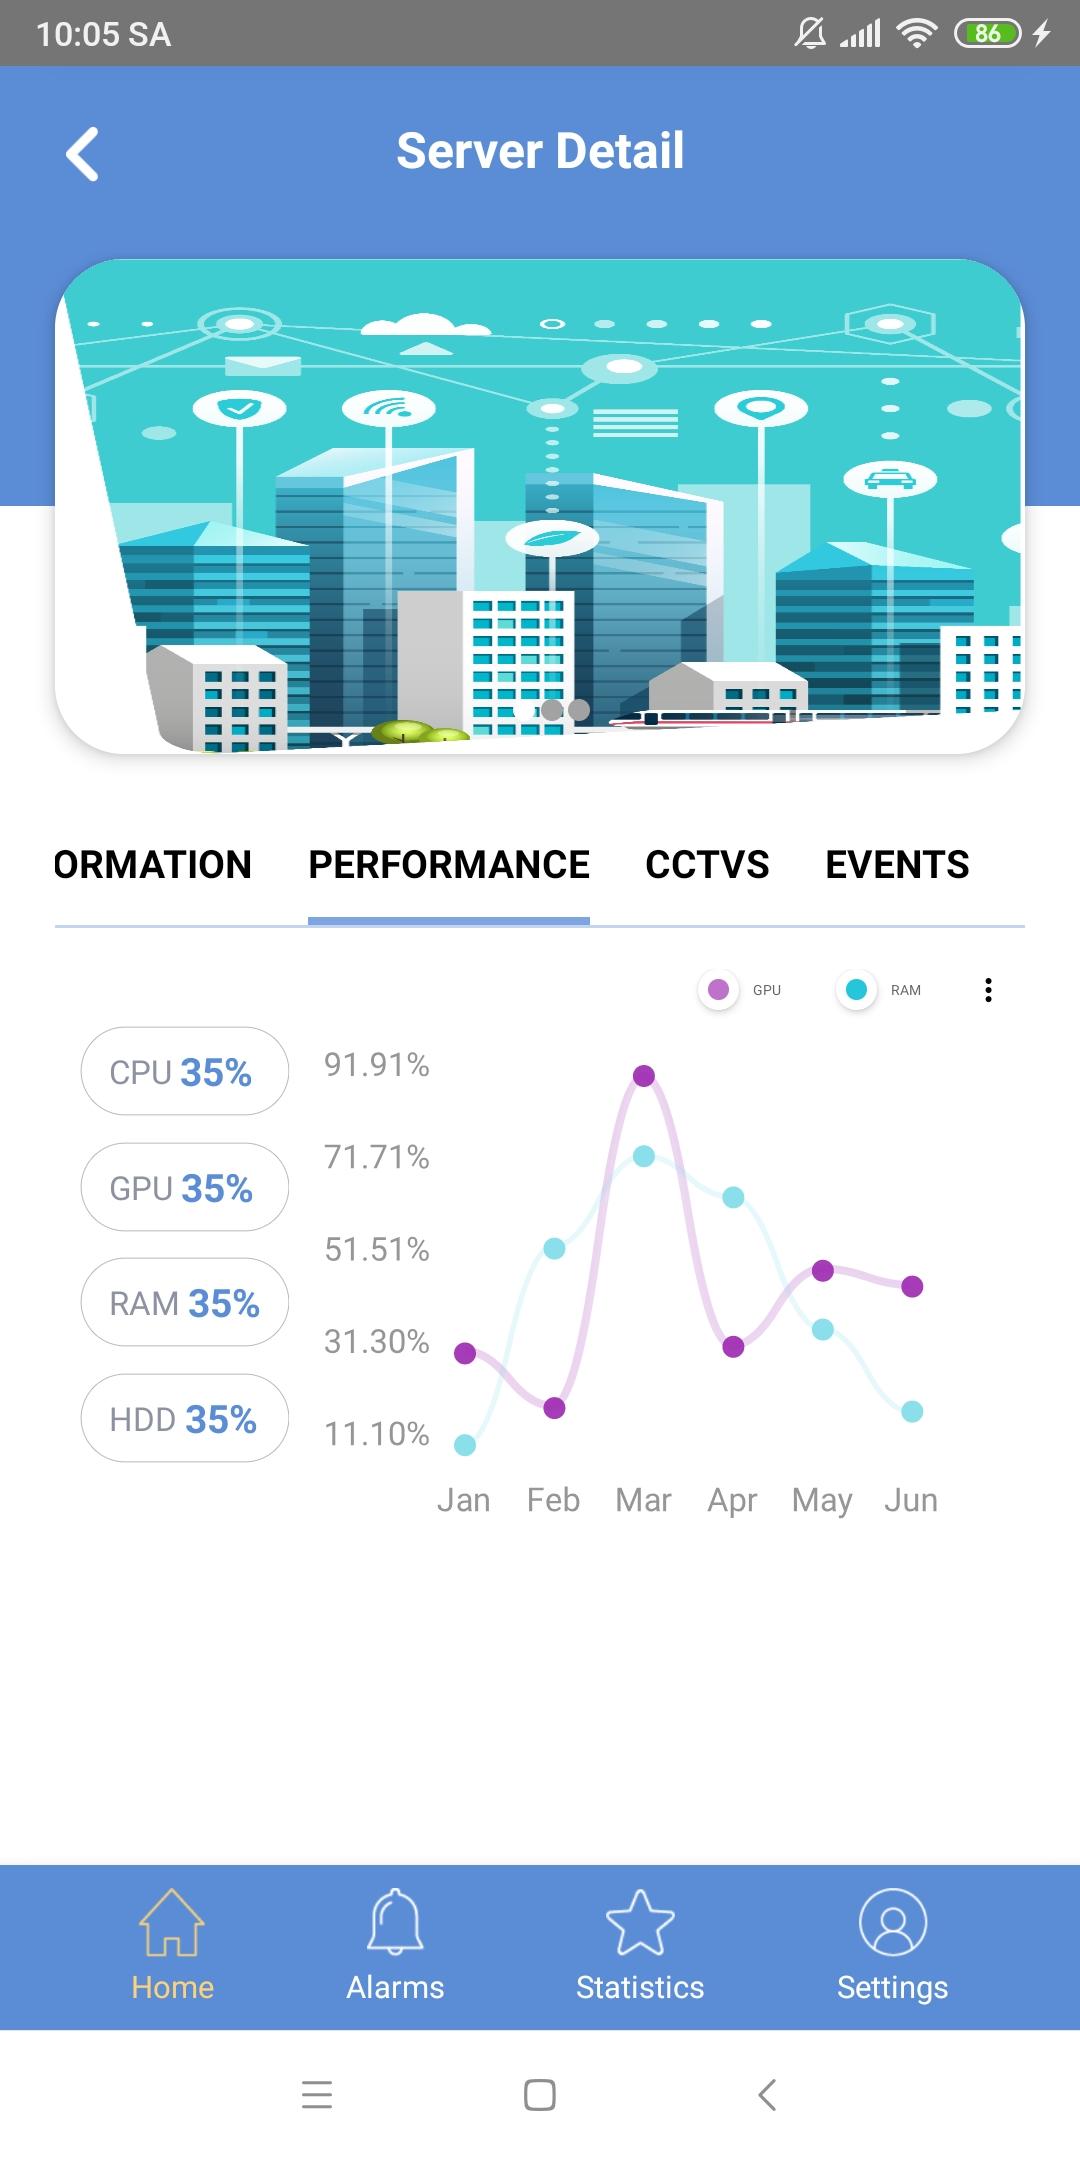 10:05 SA
86
Server Detail
ORMATION PERFORMANCE CCTVS EVENTS
GPU RAM
CPU 35%
GPU 35%
RAM 35%
HDD 35%
91.91%
71.71%
51.51%
31.30%
11.10%
Jan Feb Mar Apr May Jun
Home Alarms Statistics Settings